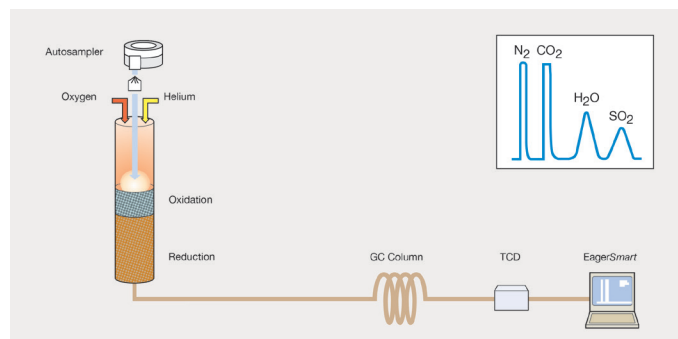 Autosampler
Oxygen
Helium
Oxidation
Reduction
GC Column
TCD
EagerSmart
N2 CO2
H2O
SO2